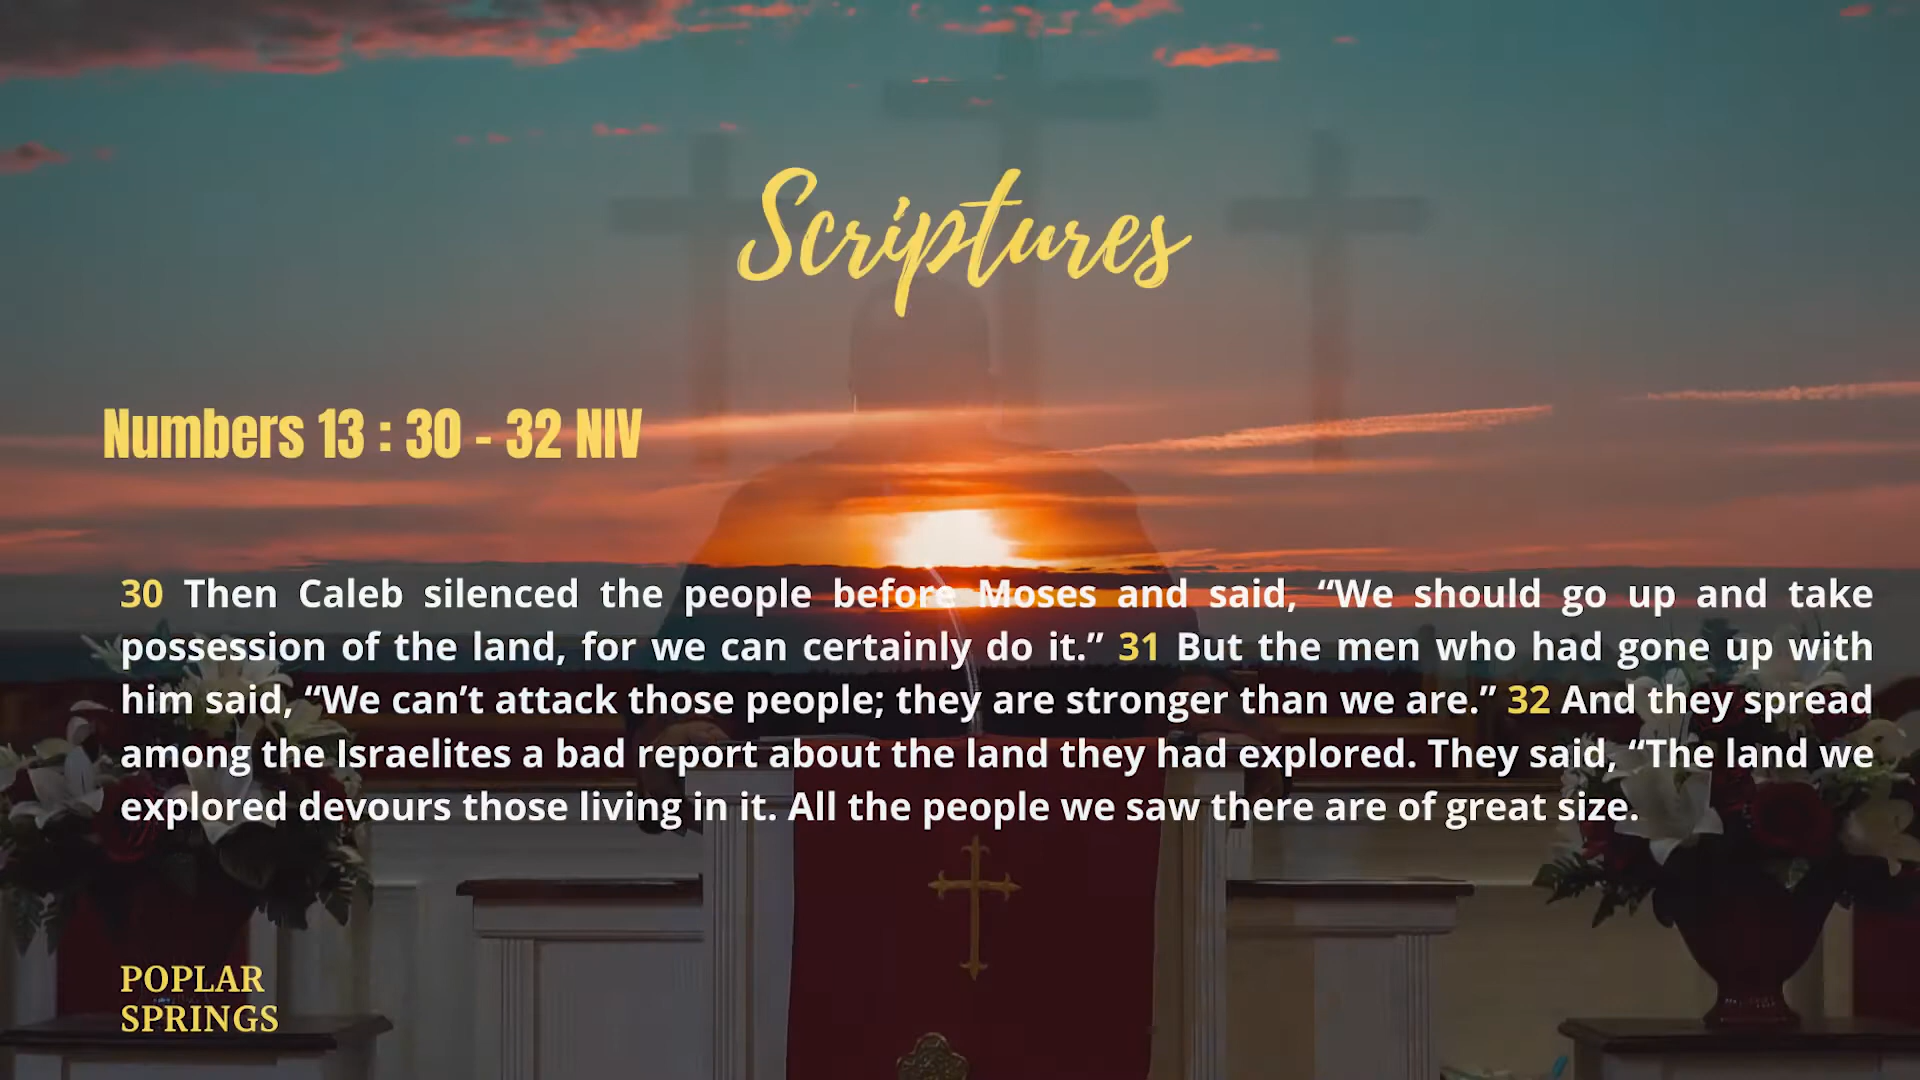 Scriptures
Numbers 13 : 30 - 32 NIV
30 Then Caleb silenced the people before Moses and said, “We should go up and take
possession of the land, for we can certainly do it.” 31 But the men who had gone up with
him said, “We can’t attack those people; they are stronger than we are.” 32 And they spread
among the Israelites a bad report about the land they had explored. They said, “The land we
explored devours those living in it. All the people we saw there are of great size.
POPLAR
SPRINGS